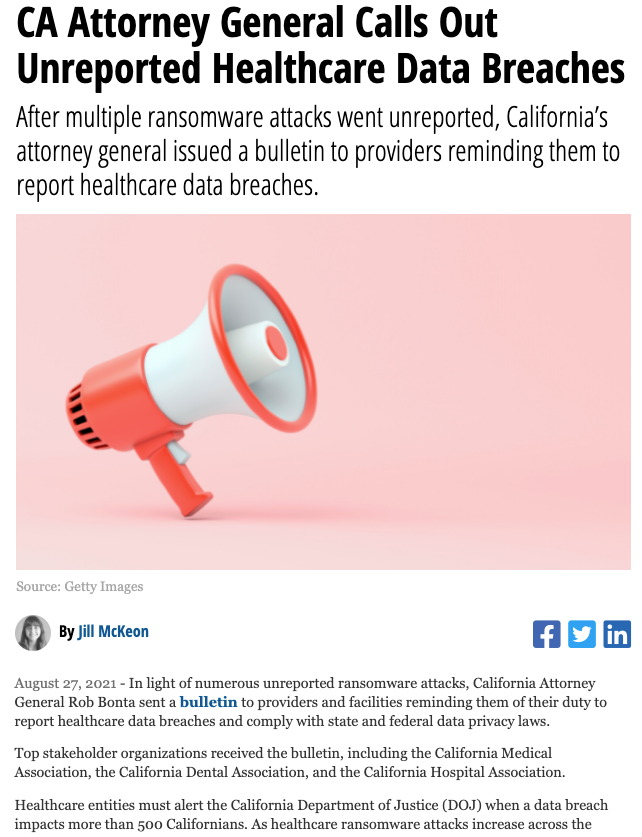 CA Attorney General Calls Out
Unreported Healthcare Data Breaches
After multiple ransomware attacks went unreported, California’s
attorney general issued a bulletin to providers reminding them to
report healthcare data breaches.
Source: Getty Images
By Jill McKeon
August 27, 2021 - In light of numerous unreported ransomware attacks, California Attorney
General Rob Bonta sent a bulletin to providers and facilities reminding them of their duty to
report healthcare data breaches and comply with state and federal data privacy laws.
Top stakeholder organizations received the bulletin, including the California Medical
Association, the California Dental Association, and the California Hospital Association.
Healthcare entities must alert the California Department of Justice (DOJ) when a data breach
impacts more than 500 Californians. As healthcare ransomware attacks increase across the